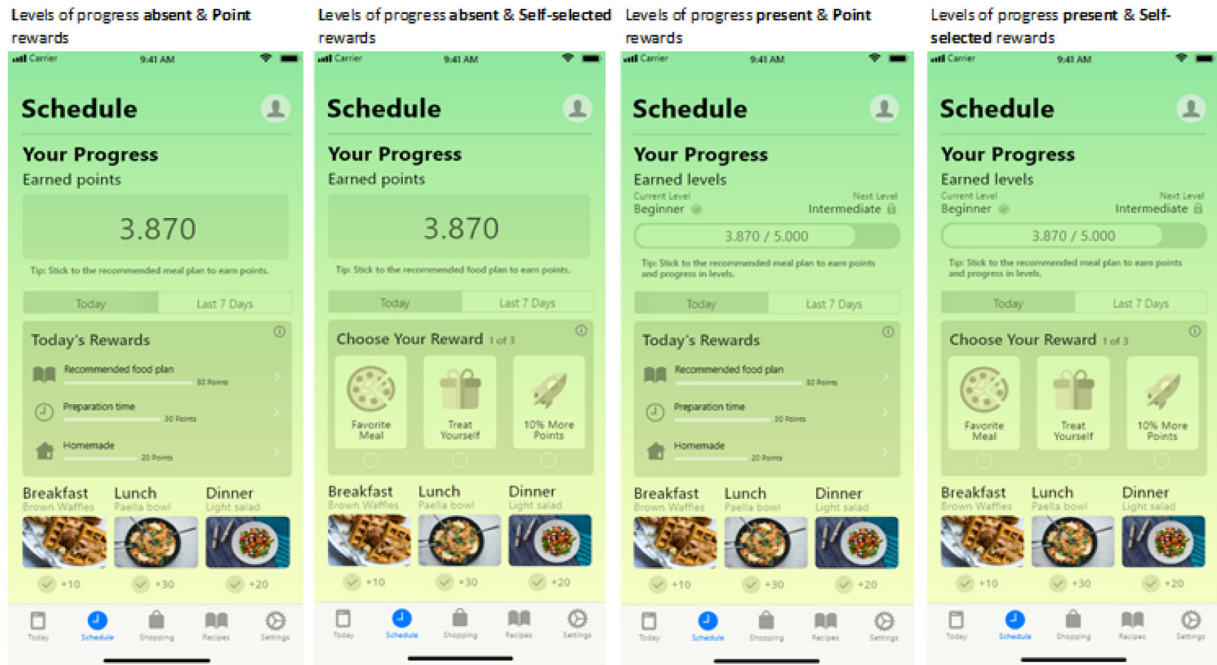 Levels of progress absent & Point
rewards
Carrier 9:41 AM
Schedule
Your Progress
Earned points
3.870
Tip: Stick to the recommended meal plan to earn points.
Today Last 7 Days
Today's Rewards
Recommended food plan
50 Points
Preparation time
30 Points
Homemade
20 Points
Breakfast Lunch Dinner
Brown Waffles Paella bowl Light salad
+10 +30 +20
Today Schedule Shopping Recipes Settings
Levels of progress absent & Self-selected
rewards
Carrier 9:41 AM
Schedule
Your Progress
Earned points
3.870
Tip: Stick to the recommended food plan to earn points.
Today Last 7 Days
Choose Your Reward 1 of 3
Favorite Treat 10% More
Meal Yourself Points
Breakfast Lunch Dinner
Brown Waffles Paella bowl Light salad
+10 +30 +20
Today Schedule Shopping Recipes Settings
Levels of progress present & Point
rewards
Carrier 9:41 AM
Schedule
Your Progress
Earned levels
Current Level Next Level
Beginner Intermediate
3.870 / 5.000
Tip: Stick to the recommended meal plan to earn points
and progress in levels.
Today Last 7 Days
Today's Rewards
Recommended food plan
50 Points
Preparation time
30 Points
Homemade
20 Points
Breakfast Lunch Dinner
Brown Waffles Paella bowl Light salad
+10 +30 +20
Today Schedule Shopping Recipes Settings
Levels of progress present & Self-
selected rewards
Carrier 9:41 AM
Schedule
Your Progress
Earned levels
Current Level Next Level
Beginner Intermediate
3.870 / 5.000
Tip: Stick to the recommended meal plan to earn points
and progress in levels.
Today Last 7 Days
Choose Your Reward 1 of 3
Favorite Treat 10% More
Meal Yourself Points
Breakfast Lunch Dinner
Brown Waffles Paella bowl Light salad
+10 +30 +20
Today Schedule Shopping Recipes Settings